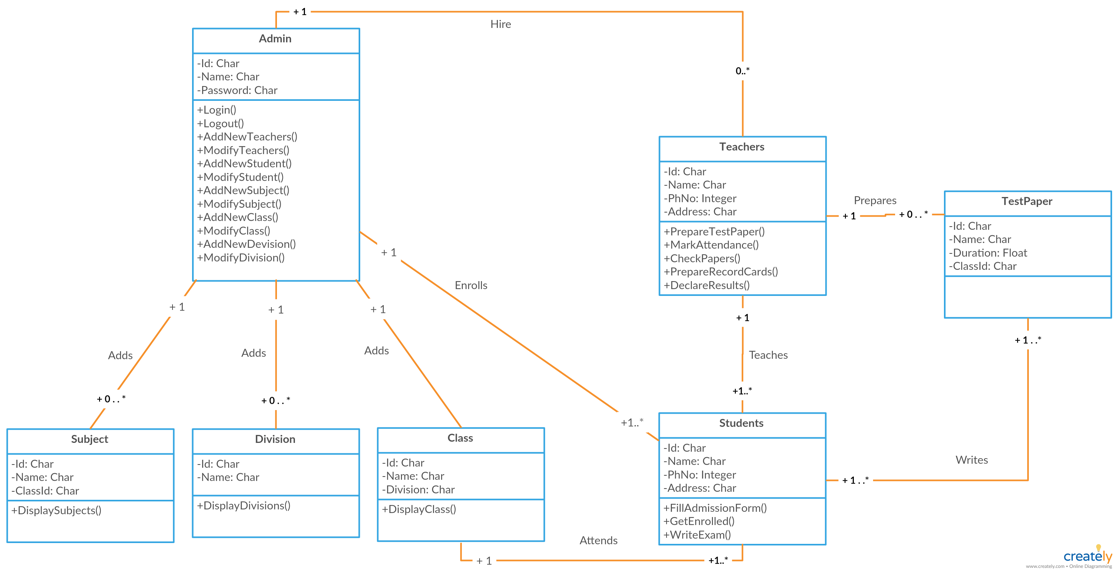 + 1
Hire
0..*
Admin
-Id: Char
-Name: Char
-Password: Char
+Login()
+Logout()
+AddNewTeachers()
+ModifyTeachers()
+AddNewStudent()
+ModifyStudent()
+AddNewSubject()
+ModifySubject()
+AddNewClass()
+ModifyClass()
+AddNewDevision()
+ModifyDivision()
Teachers
-Id: Char
-Name: Char
-PhNo: Integer
-Address: Char
+PrepareTestPaper()
+MarkAttendance()
+CheckPapers()
+PrepareRecordCards()
+DeclareResults()
Prepares
+ 1
+ 0 . . *
TestPaper
-Id: Char
-Name: Char
-Duration: Float
-ClassId: Char
+ 1
Enrolls
+1..*
+ 1
Adds
+ 0 . . *
+ 1
Adds
+ 0 . . *
+ 1
Adds
+ 1
Teaches
+1..*
+ 1 . . *
Writes
+ 1 . . *
Subject
-Id: Char
-Name: Char
-ClassId: Char
+DisplaySubjects()
Division
-Id: Char
-Name: Char
+DisplayDivisions()
Class
-Id: Char
-Name: Char
-Division: Char
+DisplayClass()
Students
-Id: Char
-Name: Char
-PhNo: Integer
-Address: Char
+FillAdmissionForm()
+GetEnrolled()
+WriteExam()
Attends
+ 1
+1..*
creately
www.creately.com • Online Diagramming